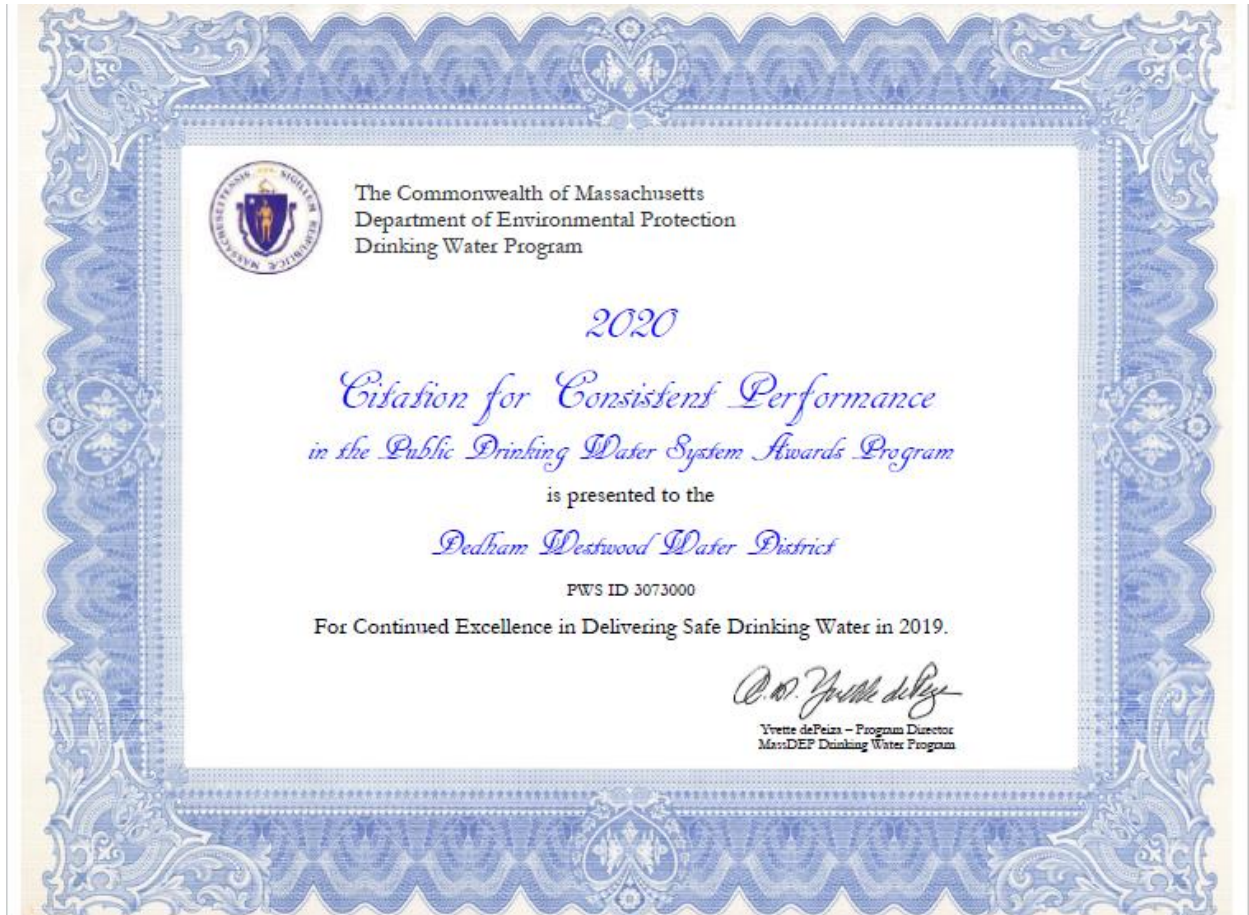 The Commonwealth of Massachusetts
Department of Environmental Protection
Drinking Water Program
2020
Citation for Consistent Performance
in the Public Drinking Water System Awards Program
is presented to the
Dedham Westwood Water District
PWS ID 3073000
For Continued Excellence in Delivering Safe Drinking Water in 2019.
Yvette dePeiza – Program Director
MassDEP Drinking Water Program